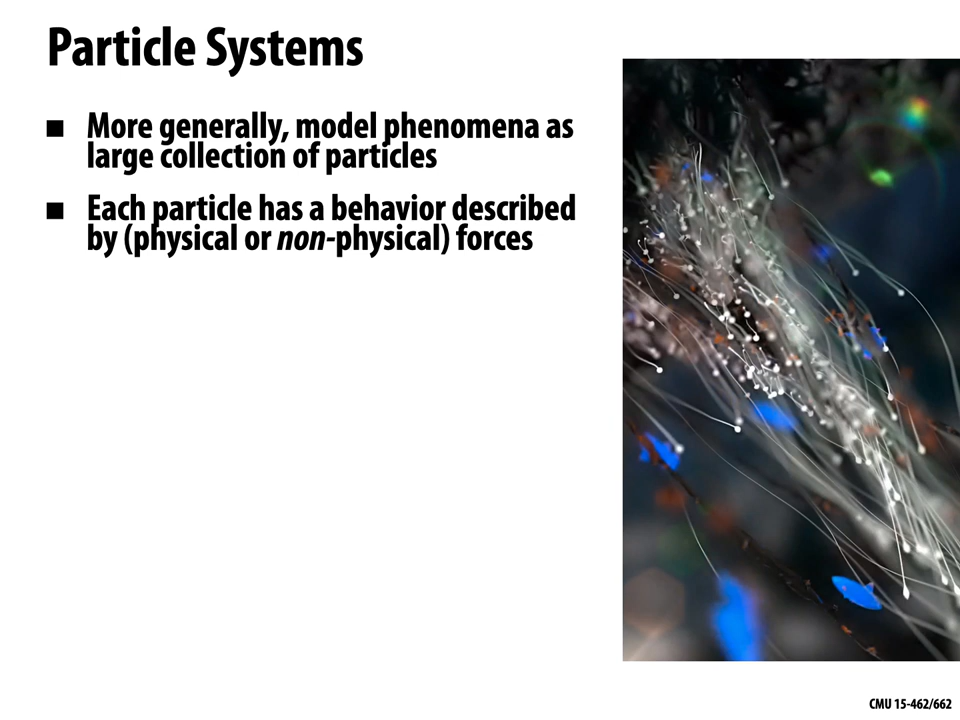 Particle Systems
More generally, model phenomena as
large collection of particles
Each particle has a behavior described
by (physical or non-physical) forces
CMU 15-462/662